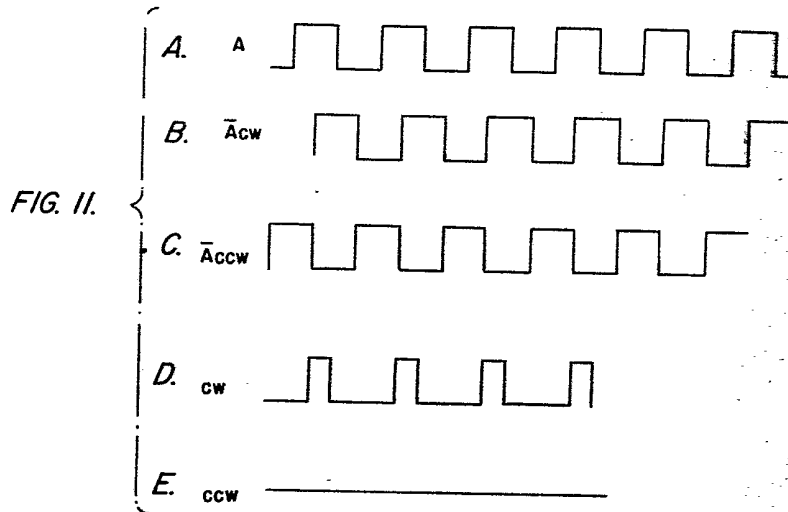 A. A
B. Ācw
FIG. 11.
C. Āccw
D. cw
E. ccw